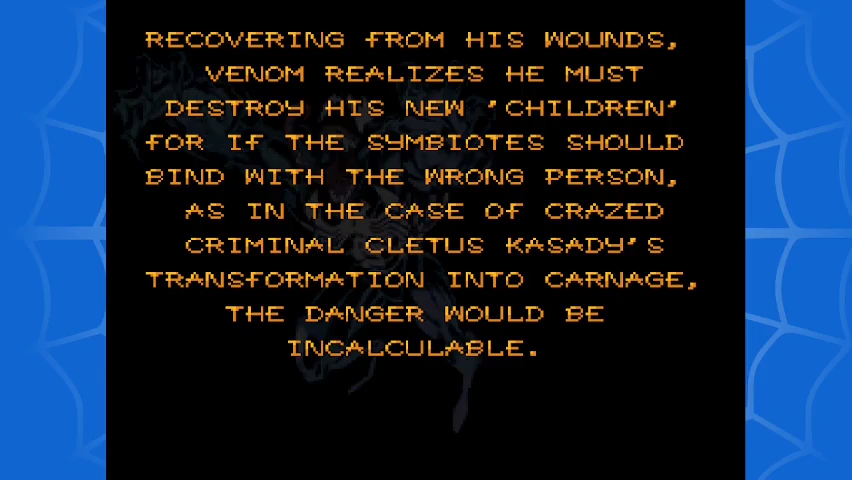 RECOVERING FROM HIS WOUNDS,
VENOM REALIZES HE MUST
DESTROY HIS NEW 'CHILDREN'
FOR IF THE SYMBIOTES SHOULD
BIND WITH THE WRONG PERSON,
AS IN THE CASE OF CRAZED
CRIMINAL CLETUS KASADY'S
TRANSFORMATION INTO CARNAGE,
THE DANGER WOULD BE
INCALCULABLE.